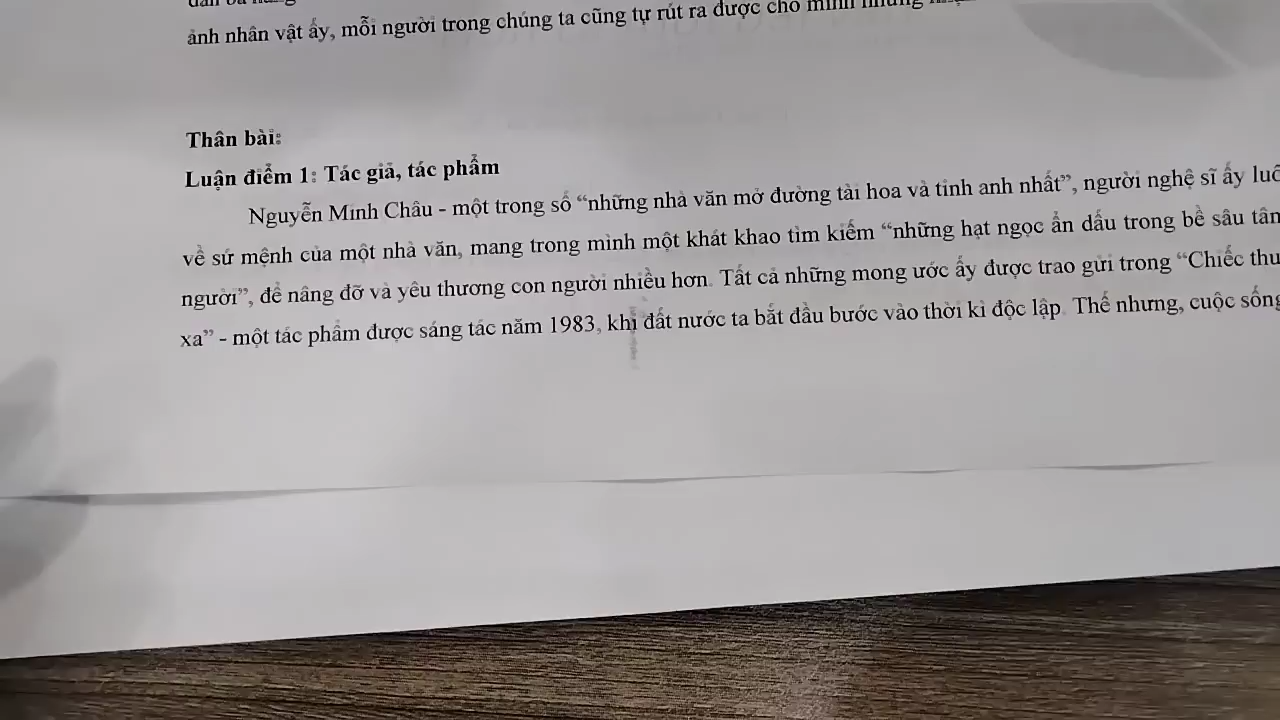 ảnh nhân vật ấy, mỗi người trong chúng ta cũng tự rút ra được cho mình những
Thân bài:
Luận điểm 1: Tác giả, tác phẩm
Nguyễn Minh Châu - một trong số “những nhà văn mở đường tài hoa và tinh anh nhất”, người nghệ sĩ ấy
về sứ mệnh của một nhà văn, mang trong mình một khát khao tìm kiếm “những hạt ngọc ẩn dấu trong bề sâu
người”, để nâng đỡ và yêu thương con người nhiều hơn. Tất cả những mong ước ấy được trao gửi trong “Chiếc
xa” - một tác phẩm được sáng tác năm 1983, khi đất nước ta bắt đầu bước vào thời kì độc lập. Thế nhưng, cuộc sống